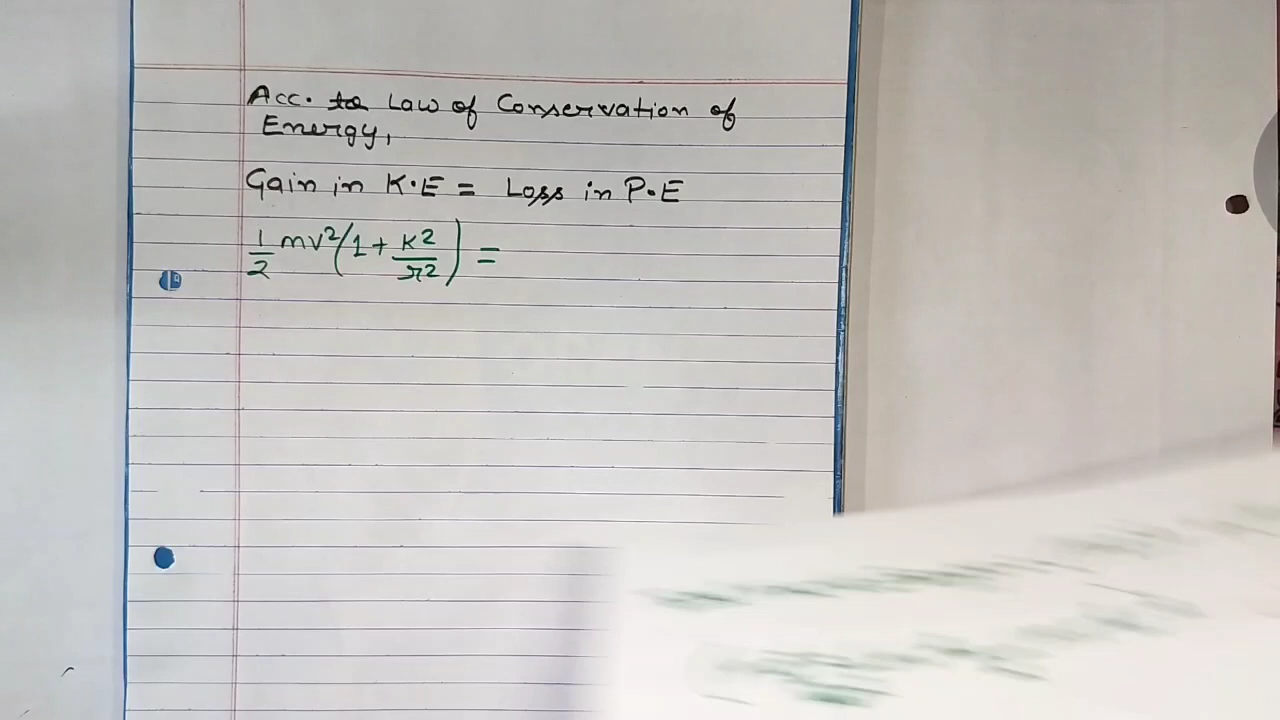 Acc. to Law of Conservation of
Energy,
Gain in K.E = Loss in P.E
1/2 mv²(1 + K²/r²) =